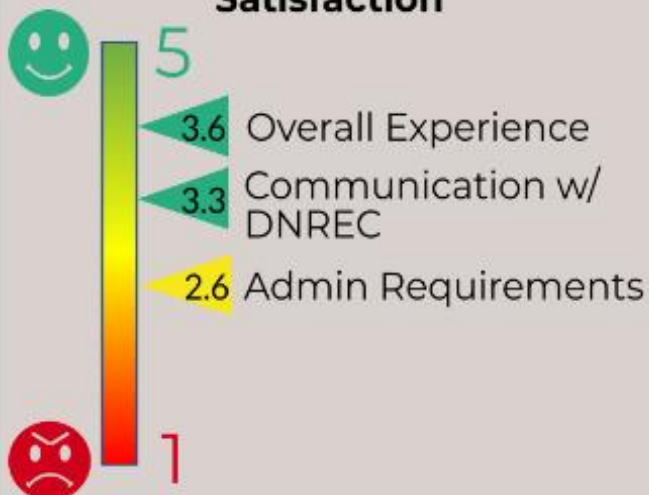 Satisfaction
5
3.6 Overall Experience
3.3 Communication w/
DNREC
2.6 Admin Requirements
1